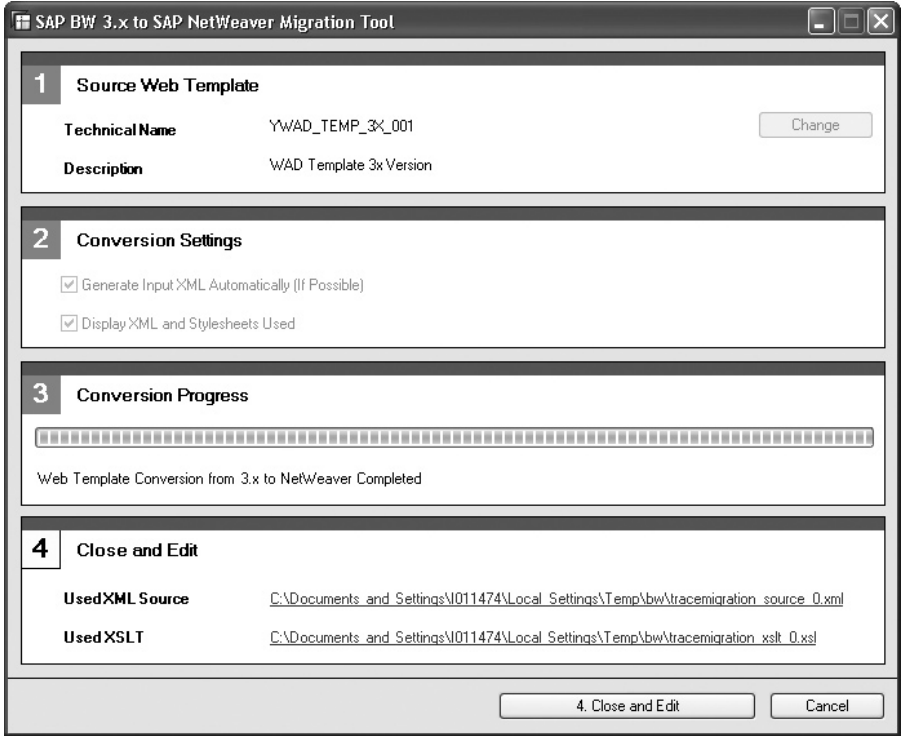 SAP BW 3.x to SAP NetWeaver Migration Tool
1 Source Web Template
Technical Name YWAD_TEMP_3X_001 Change
Description WAD Template 3x Version
2 Conversion Settings
Generate Input XML Automatically (If Possible)
Display XML and Stylesheets Used
3 Conversion Progress
Web Template Conversion from 3.x to NetWeaver Completed
4 Close and Edit
Used XML Source C:\Documents and Settings\I011474\Local Settings\Temp\bw\tracemigration_source_0.xml
Used XSLT C:\Documents and Settings\I011474\Local Settings\Temp\bw\tracemigration_xslt_0.xsl
4. Close and Edit Cancel